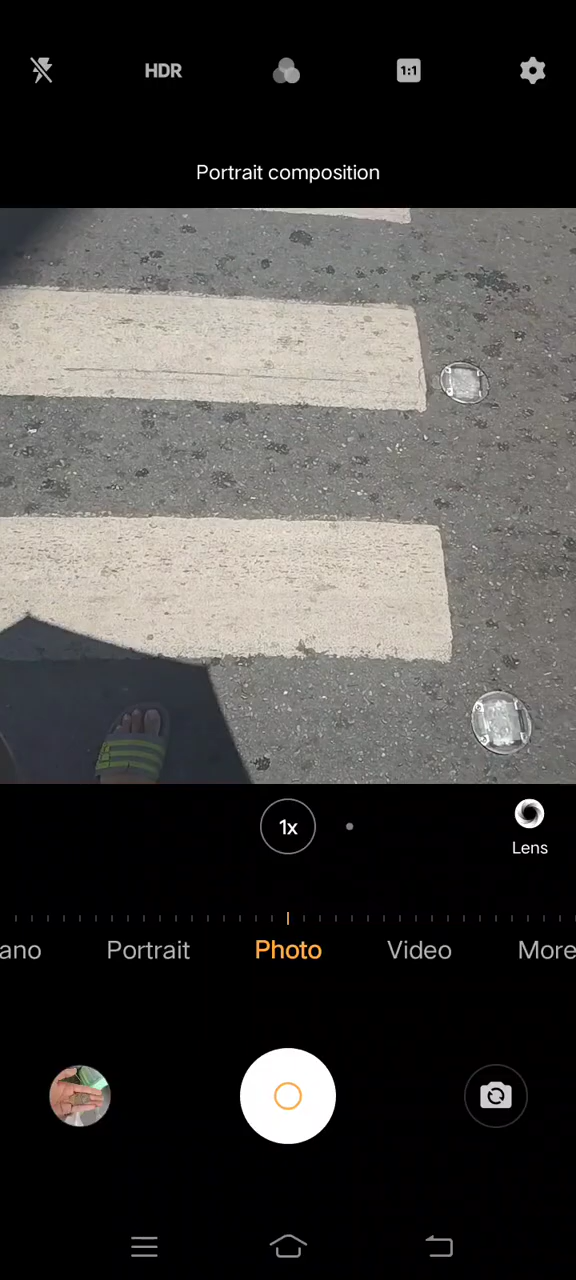 HDR
1:1
Portrait composition
1x
Lens
ano
Portrait
Photo
Video
More